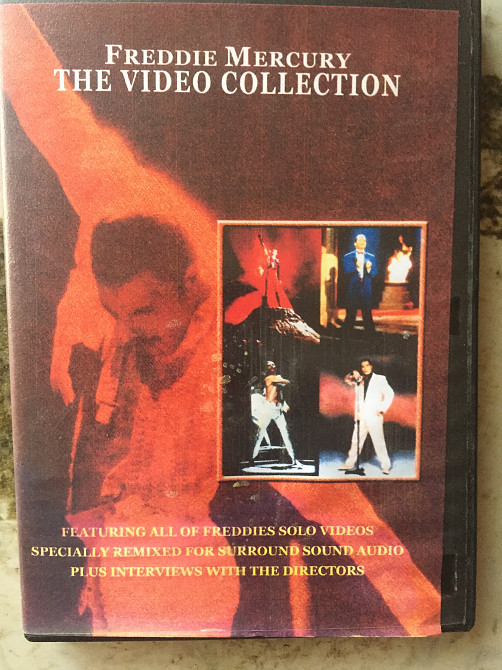 FREDDIE MERCURY
THE VIDEO COLLECTION
FEATURING ALL OF FREDDIES SOLO VIDEOS
SPECIALLY REMIXED FOR SURROUND SOUND AUDIO
PLUS INTERVIEWS WITH THE DIRECTORS